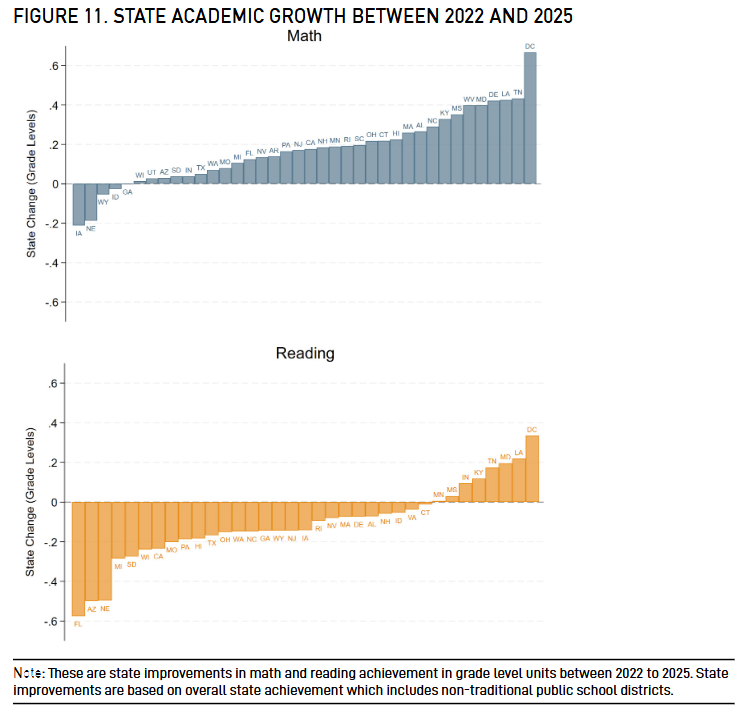 FIGURE 11. STATE ACADEMIC GROWTH BETWEEN 2022 AND 2025
Math
State Change (Grade Levels)
.6
.4
.2
0
-.2
-.4
-.6
IA NE WY ID GA WI UT AZ SD IN TX WA MO MI FL NV AR PA NJ CA NH MN RI SC OH CT HI MA AL NC KY MS WV MD DE LA TN DC
Reading
State Change (Grade Levels)
.6
.4
.2
0
-.2
-.4
-.6
FL AZ NE MI SD WI CA MO PA HI TX OH WA NC GA WY NJ IA RI NV MA DE AL NH ID VA CT MN MS IN KY TN MD LA DC
Note: These are state improvements in math and reading achievement in grade level units between 2022 to 2025. State
improvements are based on overall state achievement which includes non-traditional public school districts.